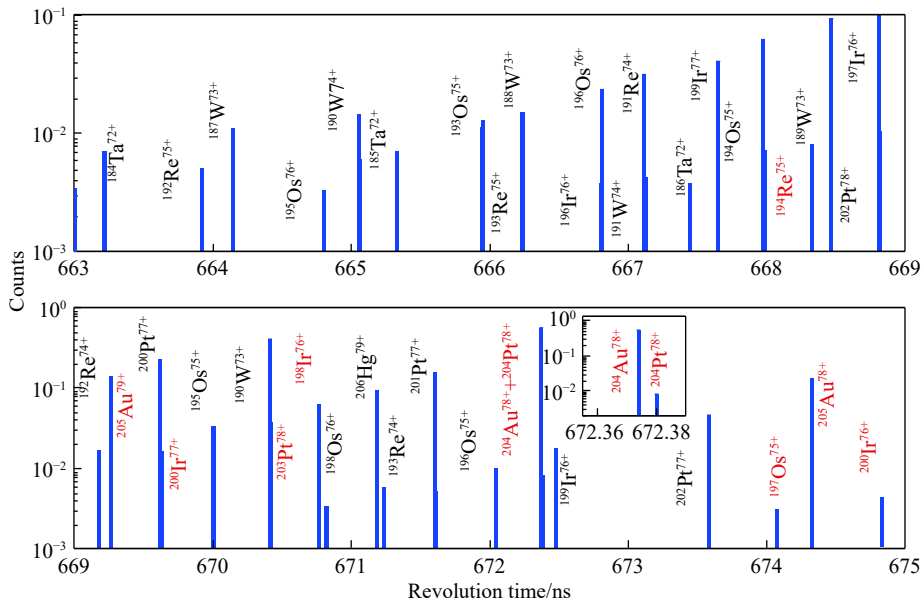 10⁻¹
10⁻²
10⁻³
¹⁸⁴Ta⁷²⁺
¹⁹²Re⁷⁵⁺
¹⁸⁷W⁷³⁺
¹⁹⁵Os⁷⁶⁺
¹⁹⁰W7⁴⁺
¹⁸⁵Ta⁷²⁺
¹⁹³Os⁷⁵⁺
¹⁹³Re⁷⁵⁺
¹⁸⁸W⁷³⁺
¹⁹⁶Ir⁷⁶⁺
¹⁹⁶Os⁷⁶⁺
¹⁹¹W⁷⁴⁺
¹⁹¹Re⁷⁴⁺
¹⁸⁶Ta⁷²⁺
¹⁹⁹Ir⁷⁷⁺
¹⁹⁴Os⁷⁵⁺
¹⁹⁴Re⁷⁵⁺
¹⁸⁹W⁷³⁺
²⁰²Pt⁷⁸⁺
¹⁹⁷Ir⁷⁶⁺
663 664 665 666 667 668 669
Counts
10⁰
10⁻¹
10⁻²
10⁻³
¹⁹²Re⁷⁴⁺
²⁰⁵Au⁷⁹⁺
²⁰⁰Pt⁷⁷⁺
²⁰⁰Ir⁷⁷⁺
¹⁹⁵Os⁷⁵⁺
¹⁹⁰W⁷³⁺
²⁰³Pt⁷⁸⁺
¹⁹⁸Ir⁷⁶⁺
¹⁹⁸Os⁷⁶⁺
²⁰⁶Hg⁷⁹⁺
¹⁹³Re⁷⁴⁺
²⁰¹Pt⁷⁷⁺
¹⁹⁶Os⁷⁵⁺
²⁰⁴Au⁷⁸⁺+²⁰⁴Pt⁷⁸⁺
¹⁹⁹Ir⁷⁶⁺
10⁰
10⁻¹
10⁻²
²⁰⁴Au⁷⁸⁺
²⁰⁴Pt⁷⁸⁺
672.36 672.38
²⁰²Pt⁷⁷⁺
¹⁹⁷Os⁷⁵⁺
²⁰⁵Au⁷⁸⁺
²⁰⁰Ir⁷⁶⁺
669 670 671 672 673 674 675
Revolution time/ns